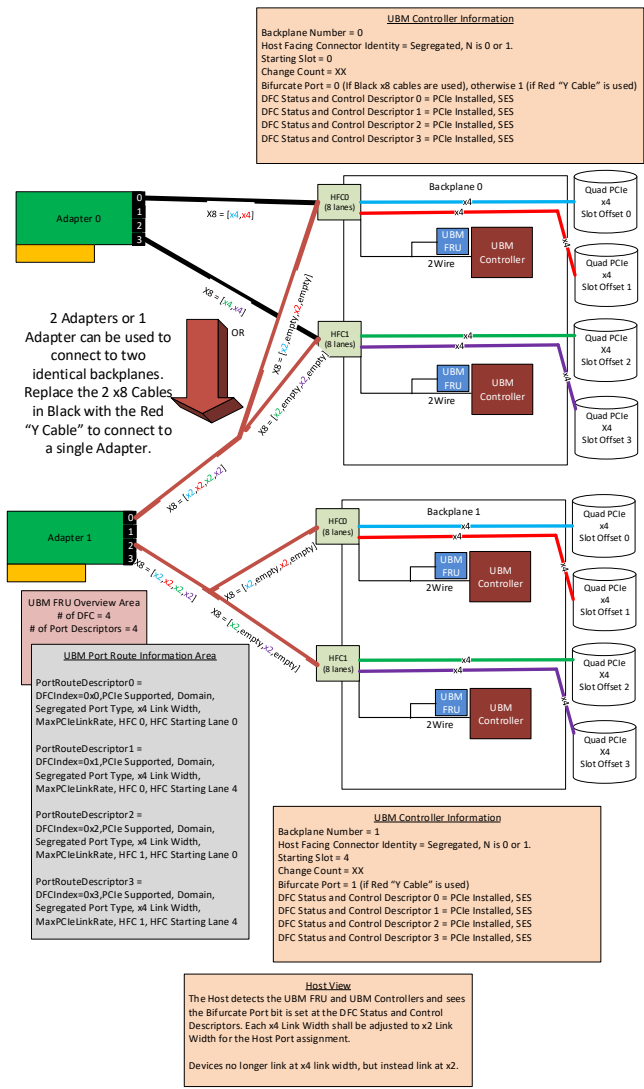 UBM Controller Information
Backplane Number = 0
Host Facing Connector Identity = Segregated, N is 0 or 1.
Starting Slot = 0
Change Count = XX
Bifurcate Port = 0 (If Black x8 cables are used), otherwise 1 (if Red “Y Cable” is used)
DFC Status and Control Descriptor 0 = PCIe Installed, SES
DFC Status and Control Descriptor 1 = PCIe Installed, SES
DFC Status and Control Descriptor 2 = PCIe Installed, SES
DFC Status and Control Descriptor 3 = PCIe Installed, SES
Adapter 0
0
1
2
3
X8 = [x4,x4]
X8 = [x4,x4]
OR
X8 = [x2,empty,x2,empty]
X8 = [x2,empty,x2,empty]
X8 = [x2,x2,x2,x2]
2 Adapters or 1
Adapter can be used to
connect to two
identical backplanes.
Replace the 2 x8 Cables
in Black with the Red
“Y Cable” to connect to
a single Adapter.
Backplane 0
HFC0
(8 lanes)
x4
x4
x4
UBM
FRU
2Wire
UBM
Controller
HFC1
(8 lanes)
x4
x4
x4
UBM
FRU
2Wire
UBM
Controller
Quad PCIe
x4
Slot Offset 0
Quad PCIe
x4
Slot Offset 1
Quad PCIe
X4
Slot Offset 2
Quad PCIe
X4
Slot Offset 3
Adapter 1
0
1
2
3
X8 = [x2,x2,x2,x2]
X8 = [x2,empty,x2,empty]
X8 = [x2,empty,x2,empty]
Backplane 1
HFC0
(8 lanes)
x4
x4
x4
UBM
FRU
2Wire
UBM
Controller
HFC1
(8 lanes)
x4
x4
x4
UBM
FRU
2Wire
UBM
Controller
Quad PCIe
x4
Slot Offset 0
Quad PCIe
x4
Slot Offset 1
Quad PCIe
X4
Slot Offset 2
Quad PCIe
X4
Slot Offset 3
UBM FRU Overview Area
# of DFC = 4
# of Port Descriptors = 4
UBM Port Route Information Area
PortRouteDescriptor0 =
DFCIndex=0x0,PCIe Supported, Domain,
Segregated Port Type, x4 Link Width,
MaxPCIeLinkRate, HFC 0, HFC Starting Lane 0
PortRouteDescriptor1 =
DFCIndex=0x1,PCIe Supported, Domain,
Segregated Port Type, x4 Link Width,
MaxPCIeLinkRate, HFC 0, HFC Starting Lane 4
PortRouteDescriptor2 =
DFCIndex=0x2,PCIe Supported, Domain,
Segregated Port Type, x4 Link Width,
MaxPCIeLinkRate, HFC 1, HFC Starting Lane 0
PortRouteDescriptor3 =
DFCIndex=0x3,PCIe Supported, Domain,
Segregated Port Type, x4 Link Width,
MaxPCIeLinkRate, HFC 1, HFC Starting Lane 4
UBM Controller Information
Backplane Number = 1
Host Facing Connector Identity = Segregated, N is 0 or 1.
Starting Slot = 4
Change Count = XX
Bifurcate Port = 1 (if Red “Y Cable” is used)
DFC Status and Control Descriptor 0 = PCIe Installed, SES
DFC Status and Control Descriptor 1 = PCIe Installed, SES
DFC Status and Control Descriptor 2 = PCIe Installed, SES
DFC Status and Control Descriptor 3 = PCIe Installed, SES
Host View
The Host detects the UBM FRU and UBM Controllers and sees
the Bifurcate Port bit is set at the DFC Status and Control
Descriptors. Each x4 Link Width shall be adjusted to x2 Link
Width for the Host Port assignment.
Devices no longer link at x4 link width, but instead link at x2.